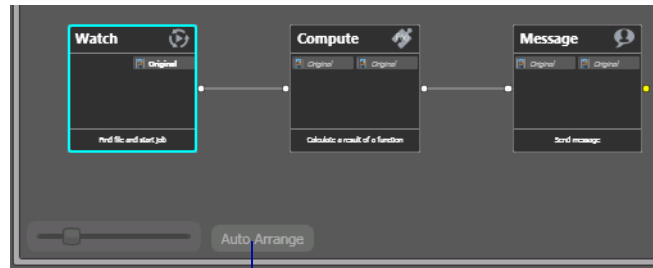 Watch
Compute
Message
Original
Original
Original
Original
Original
Find file and start job
Calculate a result of a function
Send message
Auto Arrange